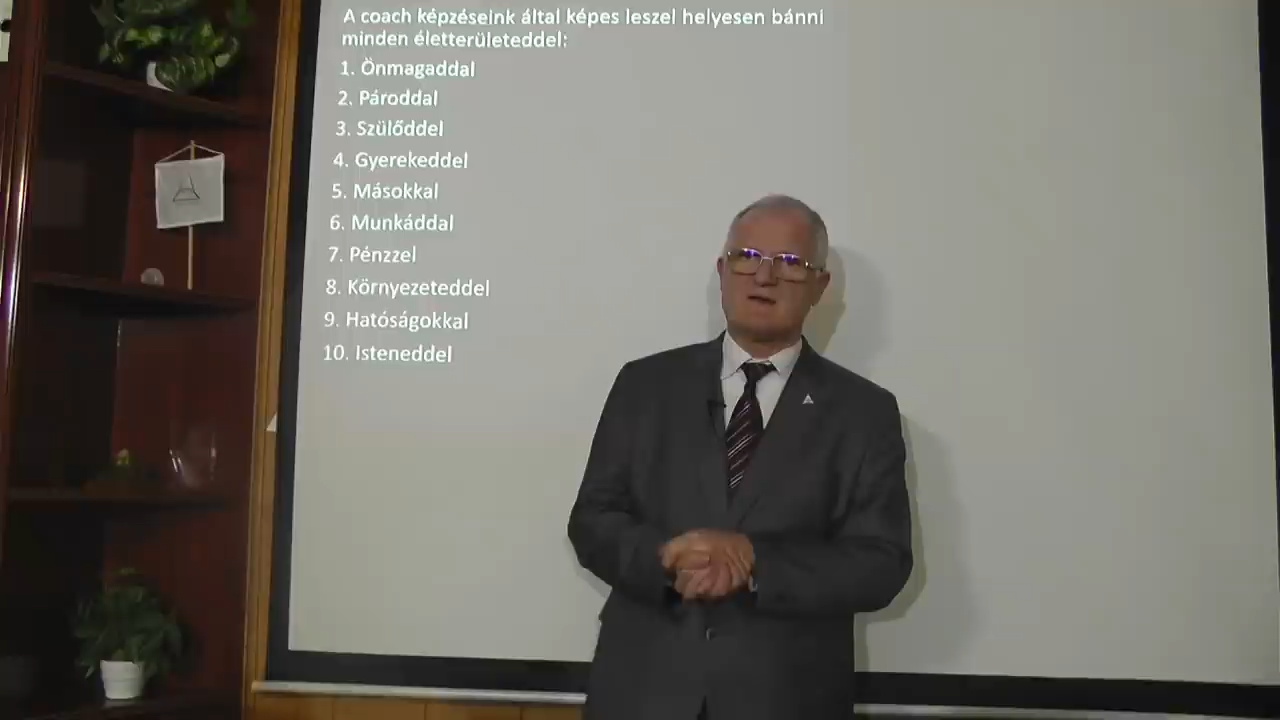 A coach képzéseink által képes leszel helyesen bánni
minden életterületeddel:
1. Önmagaddal
2. Pároddal
3. Szülőddel
4. Gyerekeddel
5. Másokkal
6. Munkáddal
7. Pénzzel
8. Környezeteddel
9. Hatóságokkal
10. Isteneddel